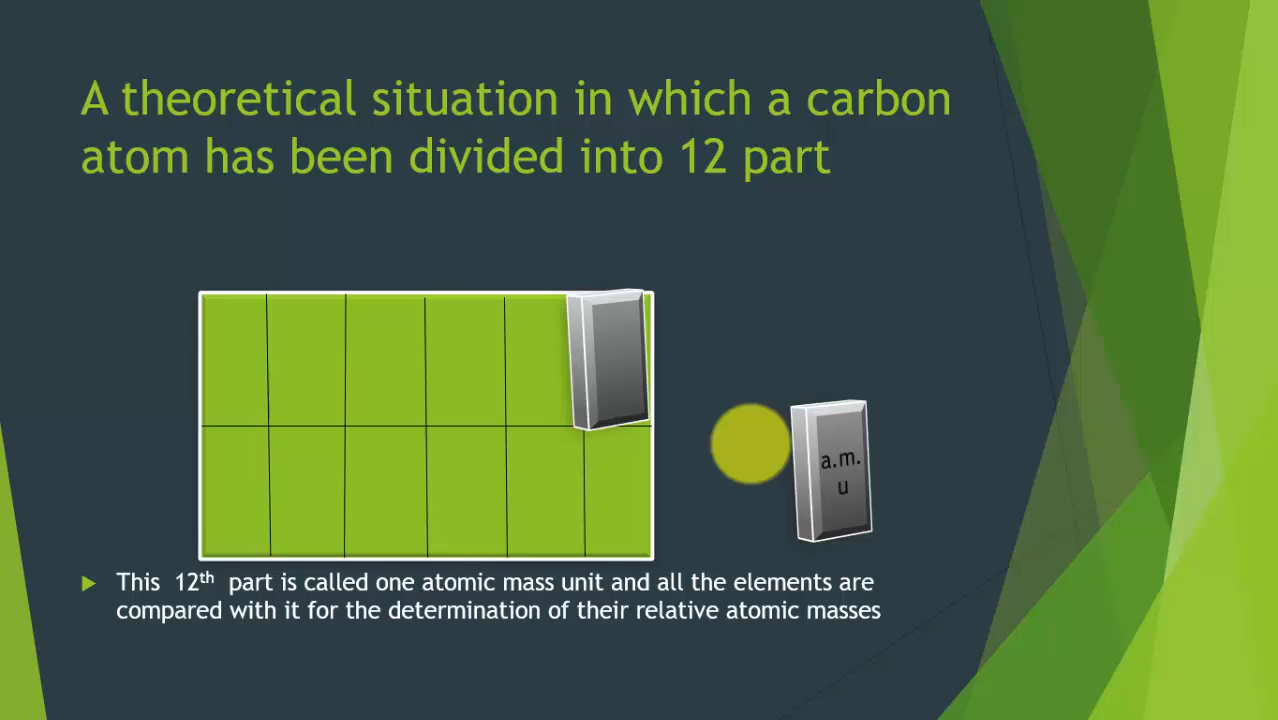 A theoretical situation in which a carbon
atom has been divided into 12 part
a.m.
u
This 12th part is called one atomic mass unit and all the elements are
compared with it for the determination of their relative atomic masses